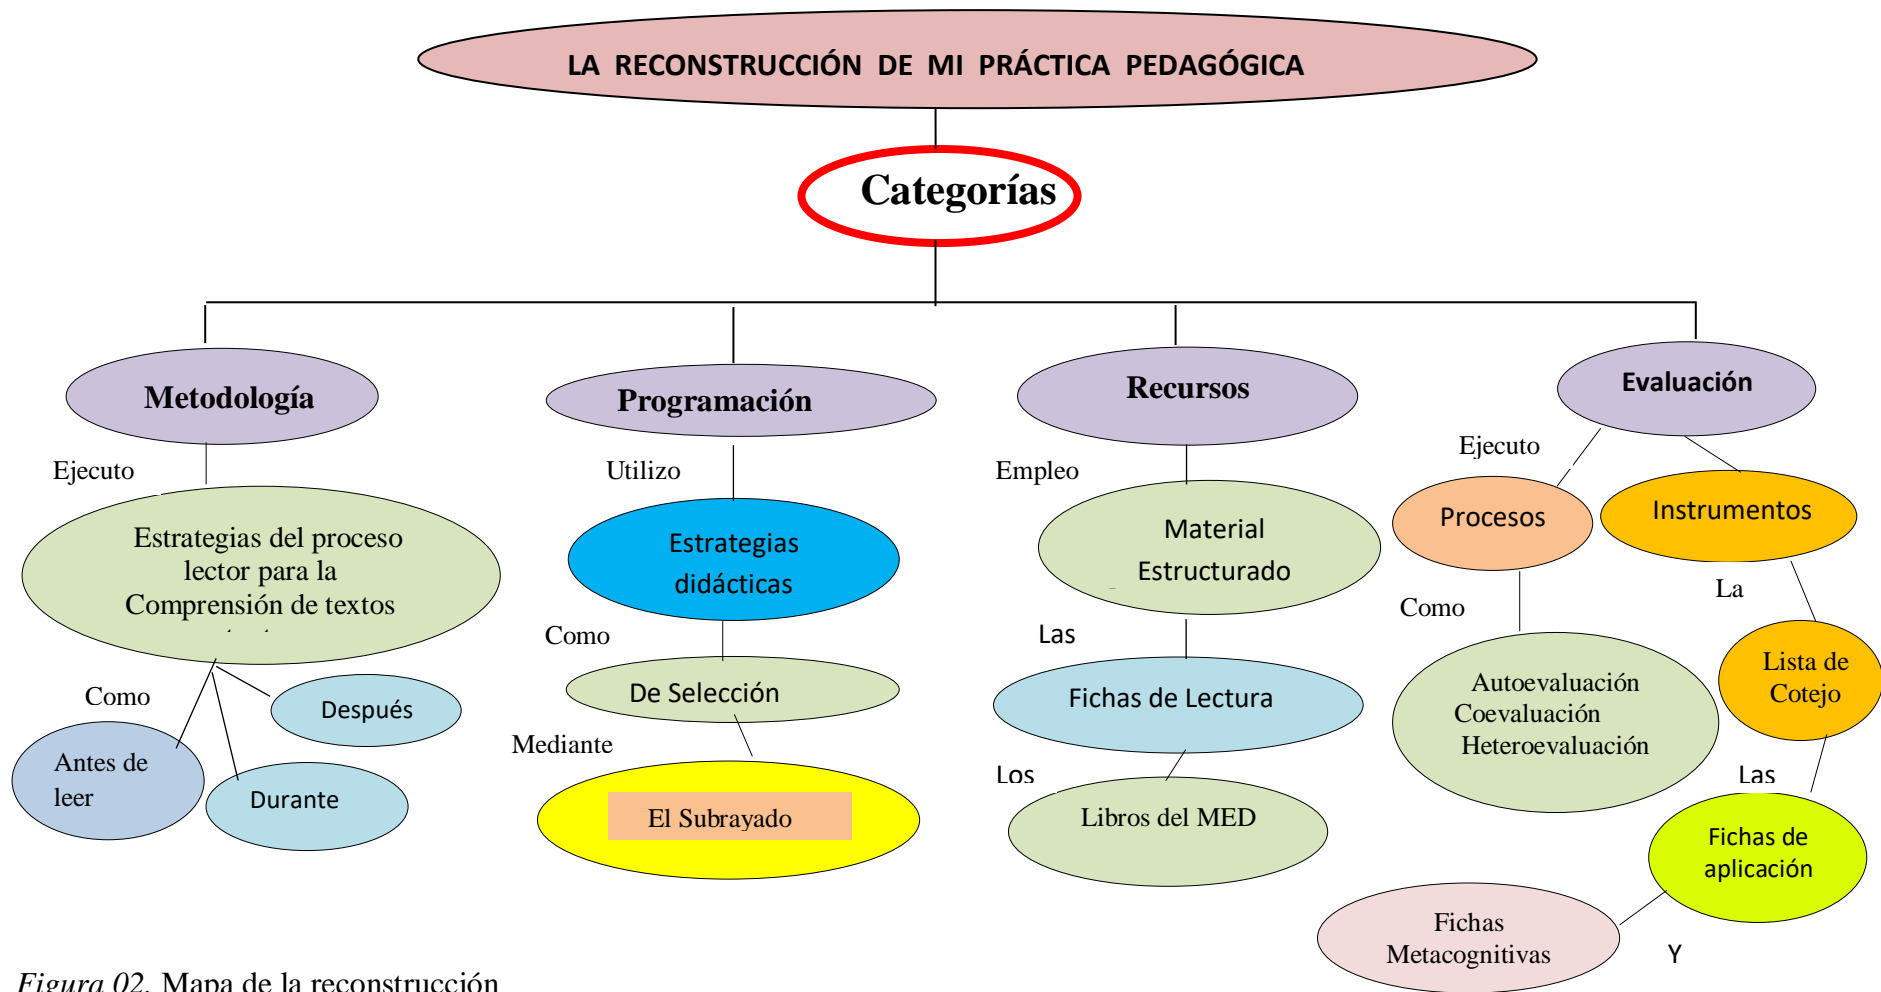 LA RECONSTRUCCIÓN DE MI PRÁCTICA PEDAGÓGICA
Categorías
Metodología
Ejecuto
Estrategias del proceso
lector para la
Comprensión de textos
Como
Antes de
leer
Durante
Después
Programación
Utilizo
Estrategias
didácticas
Como
De Selección
Mediante
El Subrayado
Recursos
Empleo
Material
Estructurado
Las
Fichas de Lectura
Los
Libros del MED
Evaluación
Ejecuto
Procesos
Como
Autoevaluación
Coevaluación
Heteroevaluación
Instrumentos
La
Lista de
Cotejo
Las
Fichas de
aplicación
Y
Fichas
Metacognitivas
Figura 02. Mapa de la reconstrucción